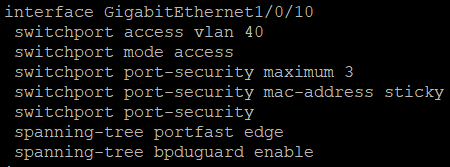 interface GigabitEthernet1/0/10
switchport access vlan 40
switchport mode access
switchport port-security maximum 3
switchport port-security mac-address sticky
switchport port-security
spanning-tree portfast edge
spanning-tree bpduguard enable